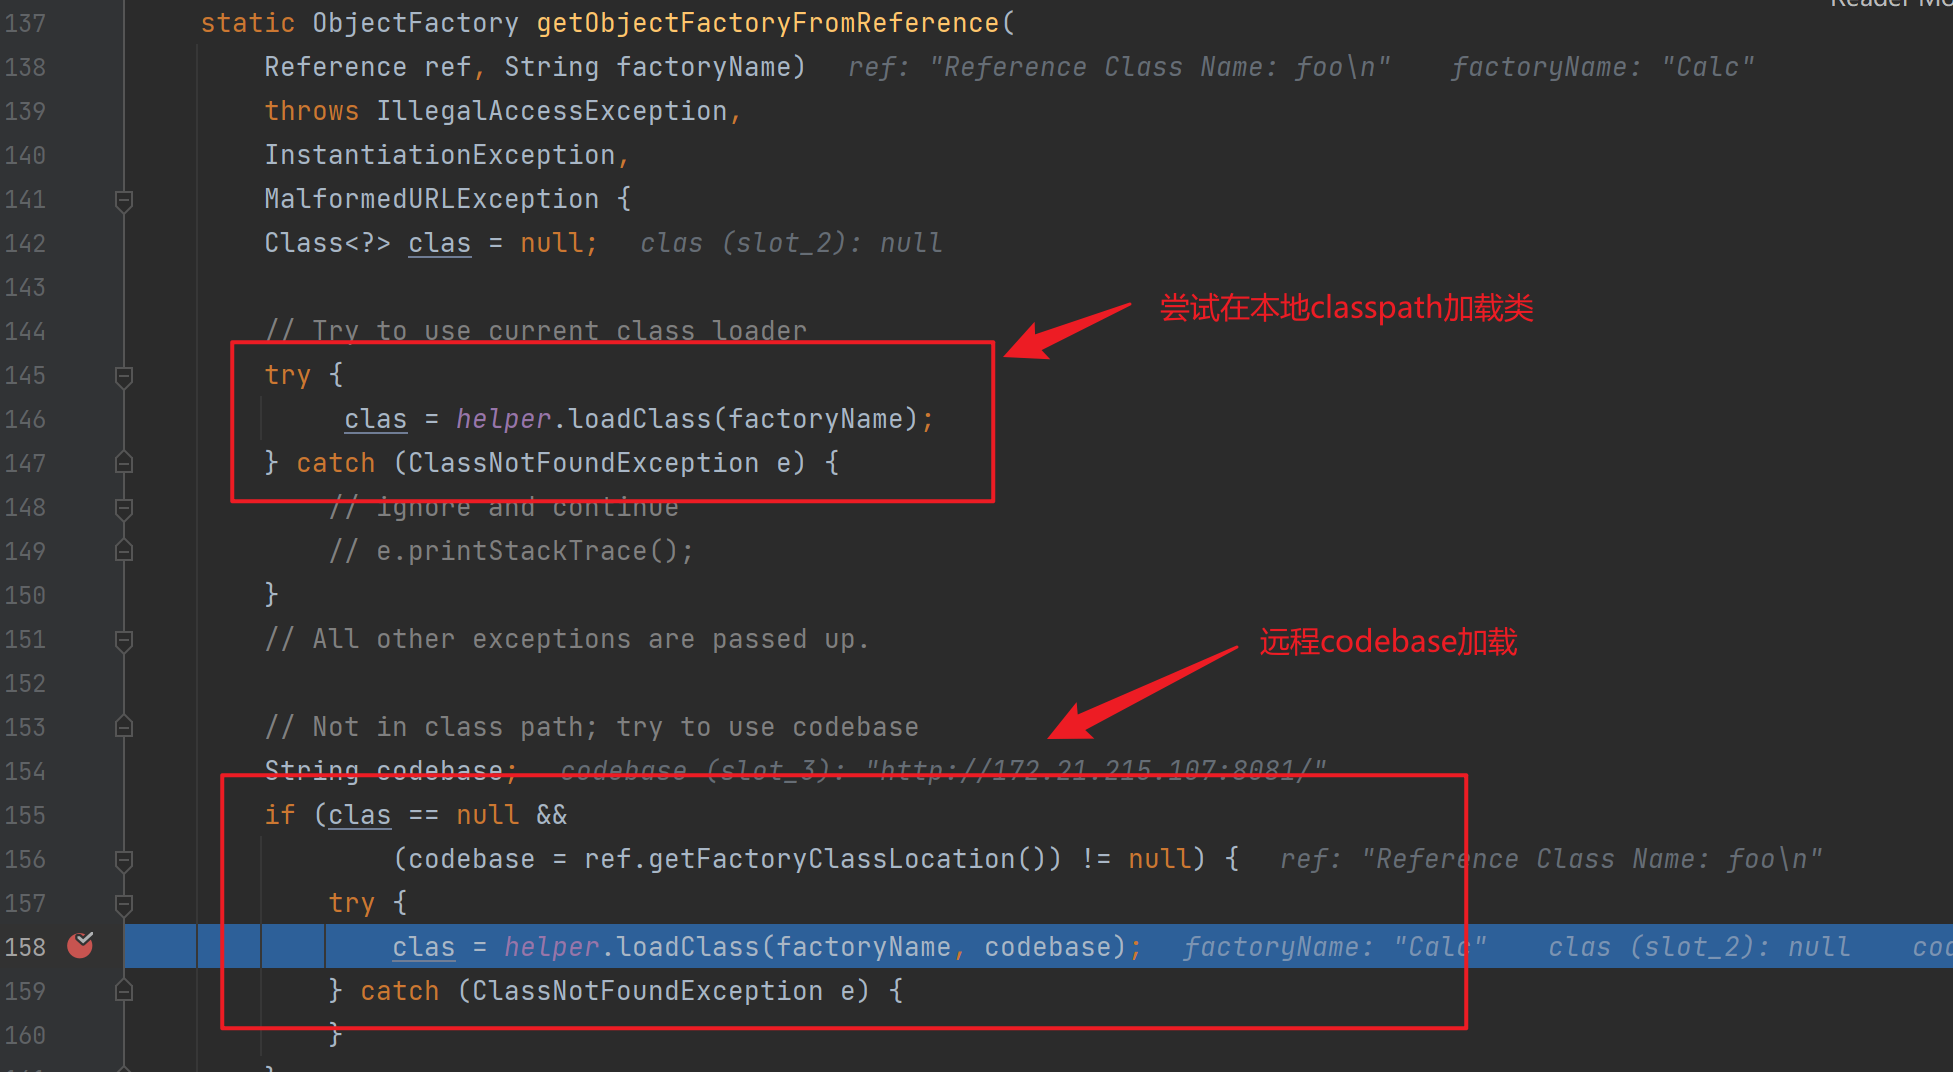 Reader Mo
137 static ObjectFactory getObjectFactoryFromReference(
138 Reference ref, String factoryName) ref: "Reference Class Name: foo\n" factoryName: "Calc"
139 throws IllegalAccessException,
140 InstantiationException,
141 MalformedURLException {
142 Class<?> clas = null; clas (slot_2): null
143
尝试在本地classpath加载类
144 // Try to use current class loader
145 try {
146 clas = helper.loadClass(factoryName);
147 } catch (ClassNotFoundException e) {
148 // ignore and continue
149 // e.printStackTrace();
150 }
151 // All other exceptions are passed up.
远程codebase加载
152
153 // Not in class path; try to use codebase
154 String codebase; codebase (slot_3): "http://172.21.215.107:8081/"
155 if (clas == null &&
156 (codebase = ref.getFactoryClassLocation()) != null) { ref: "Reference Class Name: foo\n"
157 try {
158 clas = helper.loadClass(factoryName, codebase); factoryName: "Calc" clas (slot_2): null cod
159 } catch (ClassNotFoundException e) {
160 }